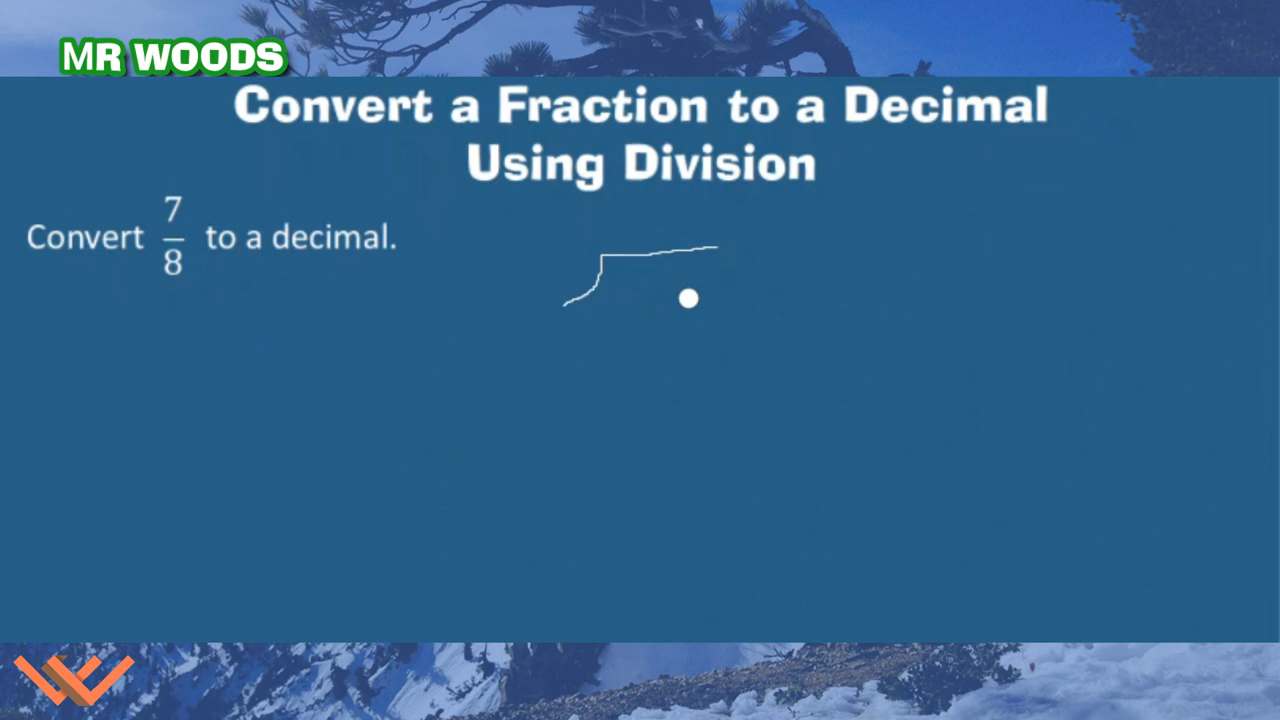 MR WOODS
Convert a Fraction to a Decimal
Using Division
Convert 7/8 to a decimal.